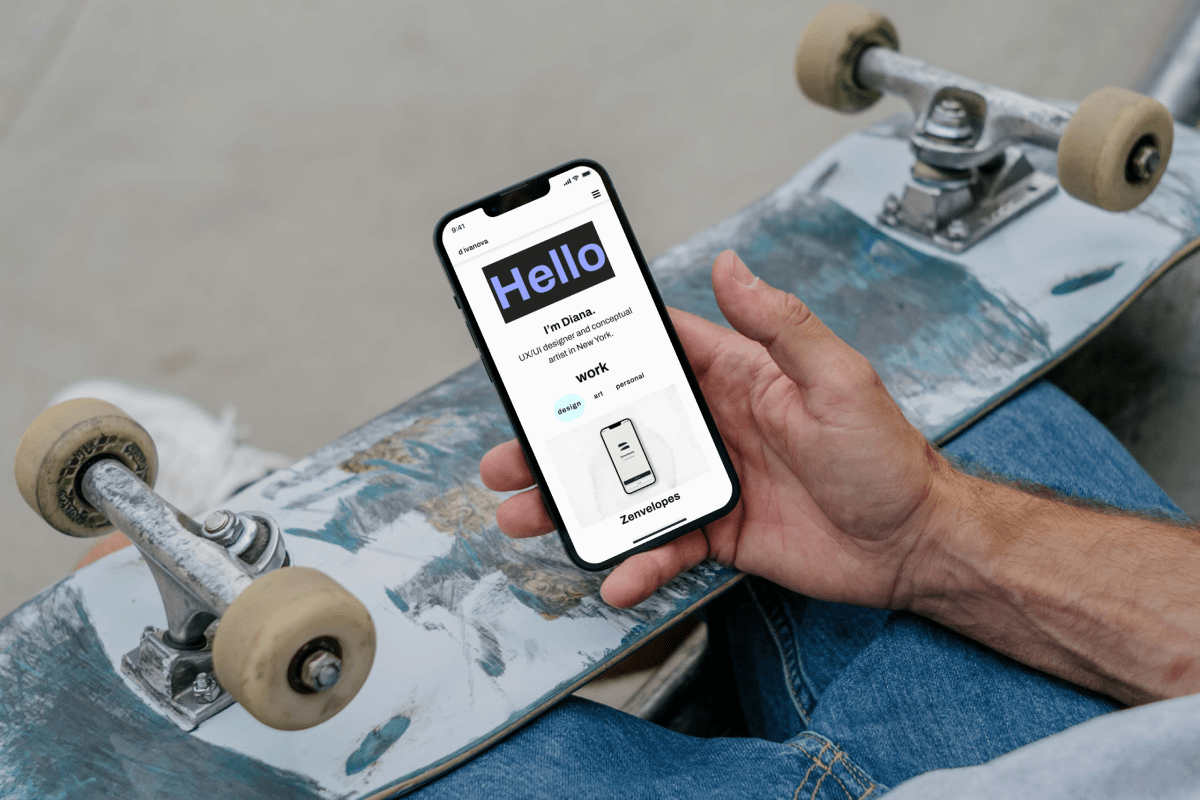 9:41
d ivanova
Hello
I'm Diana.
UX/UI designer and conceptual
artist in New York.
work
design art personal
Zenvelopes